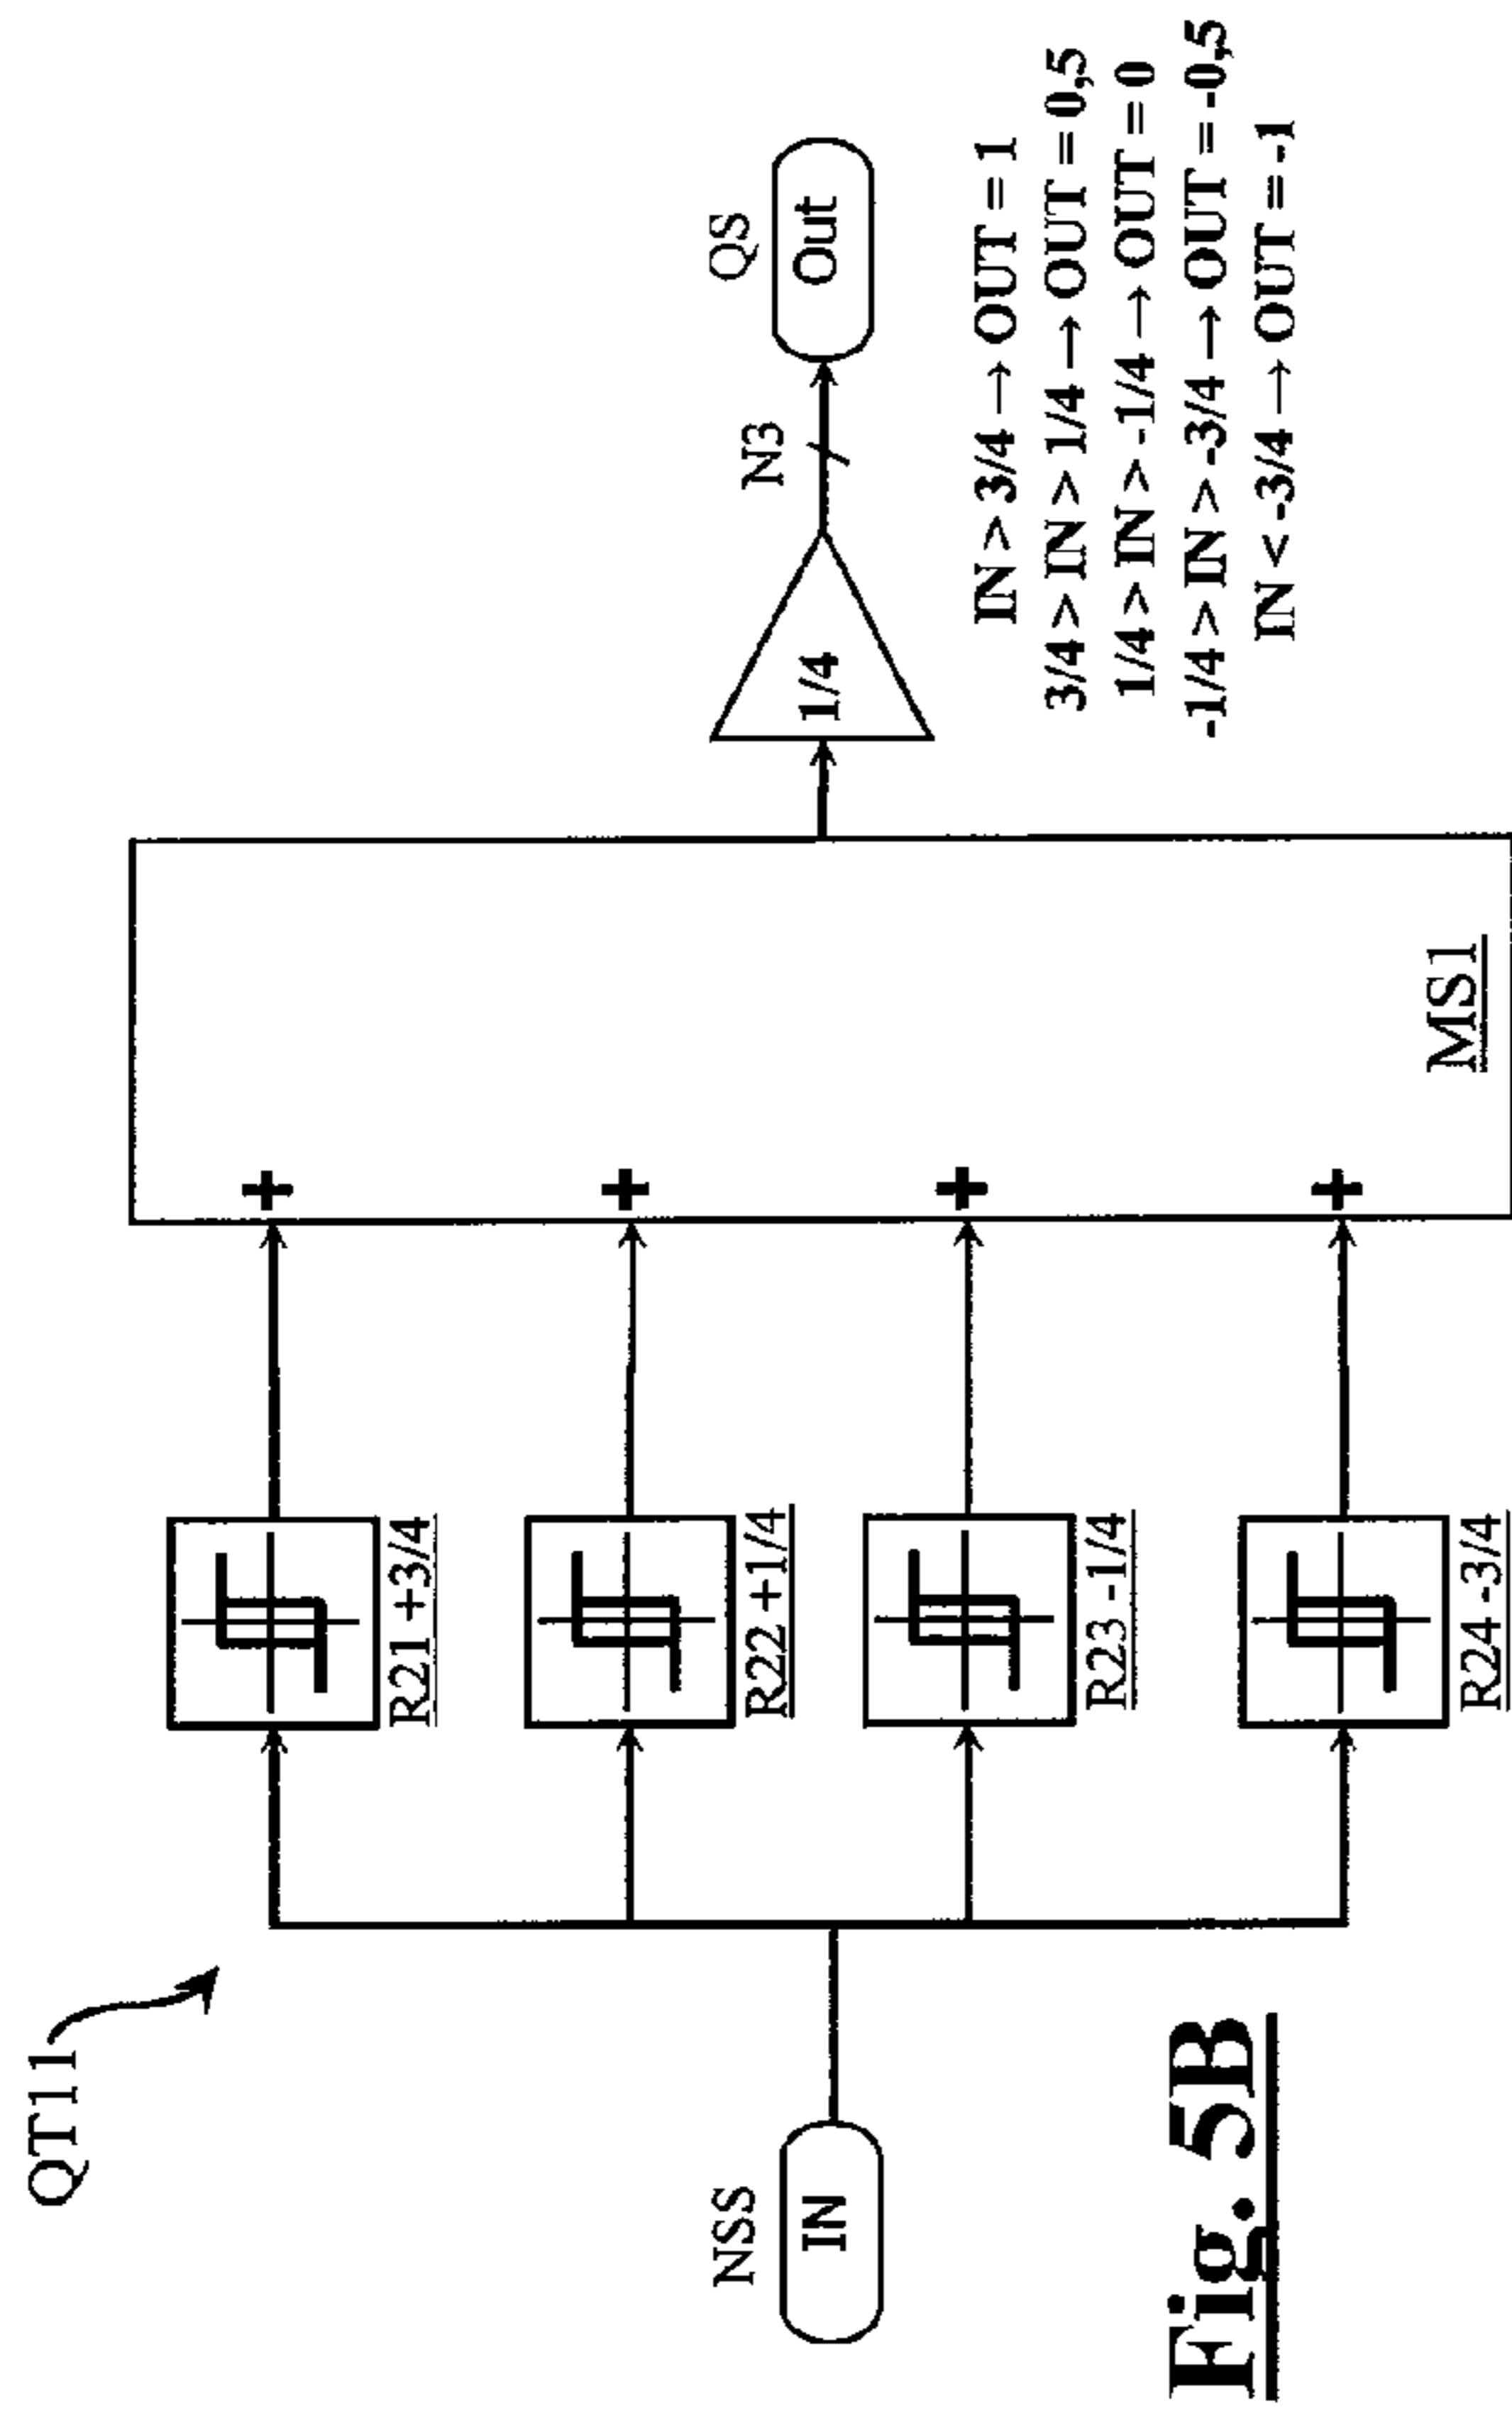 QT11
NSS
IN
R21 +3/4
R22 +1/4
R23 -1/4
R24 -3/4
+
+
+
+
MS1
1/4
N3
QS
Out
IN > 3/4 → OUT = 1
3/4 > IN > 1/4 → OUT = 0,5
1/4 > IN > -1/4 → OUT = 0
-1/4 > IN > -3/4 → OUT = -0,5
IN < -3/4 → OUT = -1
Fig. 5B